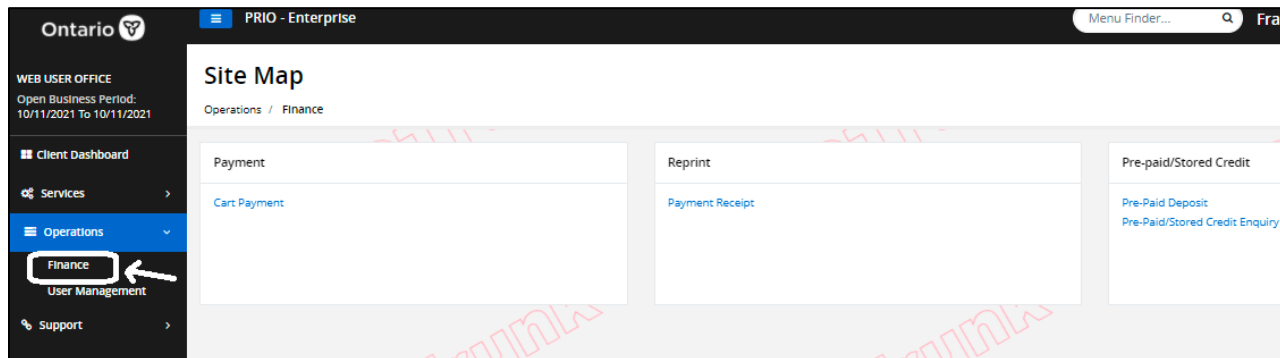 Ontario
PRIO - Enterprise
Menu Finder...
Fra
WEB USER OFFICE
Open Business Period:
10/11/2021 To 10/11/2021
Site Map
Operations / Finance
Client Dashboard
Services
Operations
Finance
User Management
Support
Payment
Cart Payment
Reprint
Payment Receipt
Pre-paid/Stored Credit
Pre-Paid Deposit
Pre-Paid/Stored Credit Enquiry